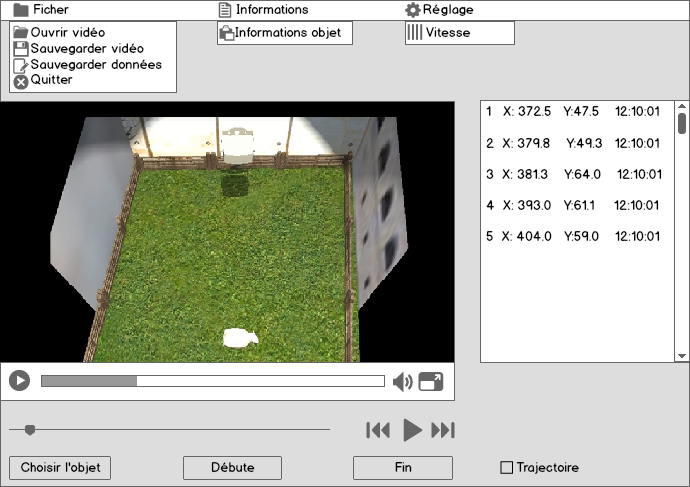 Ficher Informations Réglage
Ouvrir vidéo Informations objet Vitesse
Sauvegarder vidéo
Sauvegarder données
Quitter
1 X: 372.5 Y:47.5 12:10:01
2 X: 379.8 Y:49.3 12:10:01
3 X: 381.3 Y:64.0 12:10:01
4 X: 393.0 Y:61.1 12:10:01
5 X: 404.0 Y:59.0 12:10:01
Choisir l'objet Débute Fin Trajectoire